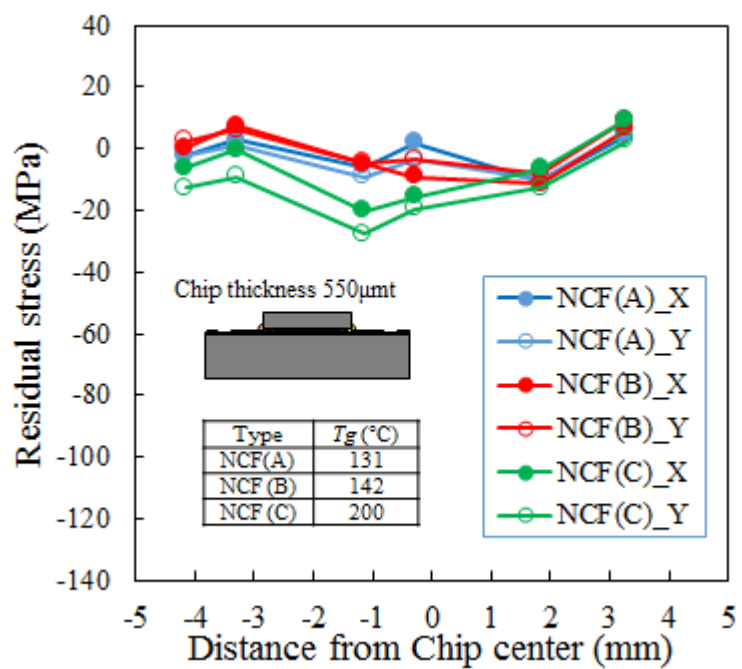 40
20
0
-20
-40
-60
-80
-100
-120
-140
Residual stress (MPa)
Chip thickness 550μmt
Type Tg (°C)
NCF(A) 131
NCF(B) 142
NCF(C) 200
NCF(A)_X
NCF(A)_Y
NCF(B)_X
NCF(B)_Y
NCF(C)_X
NCF(C)_Y
-5 -4 -3 -2 -1 0 1 2 3 4 5
Distance from Chip center (mm)